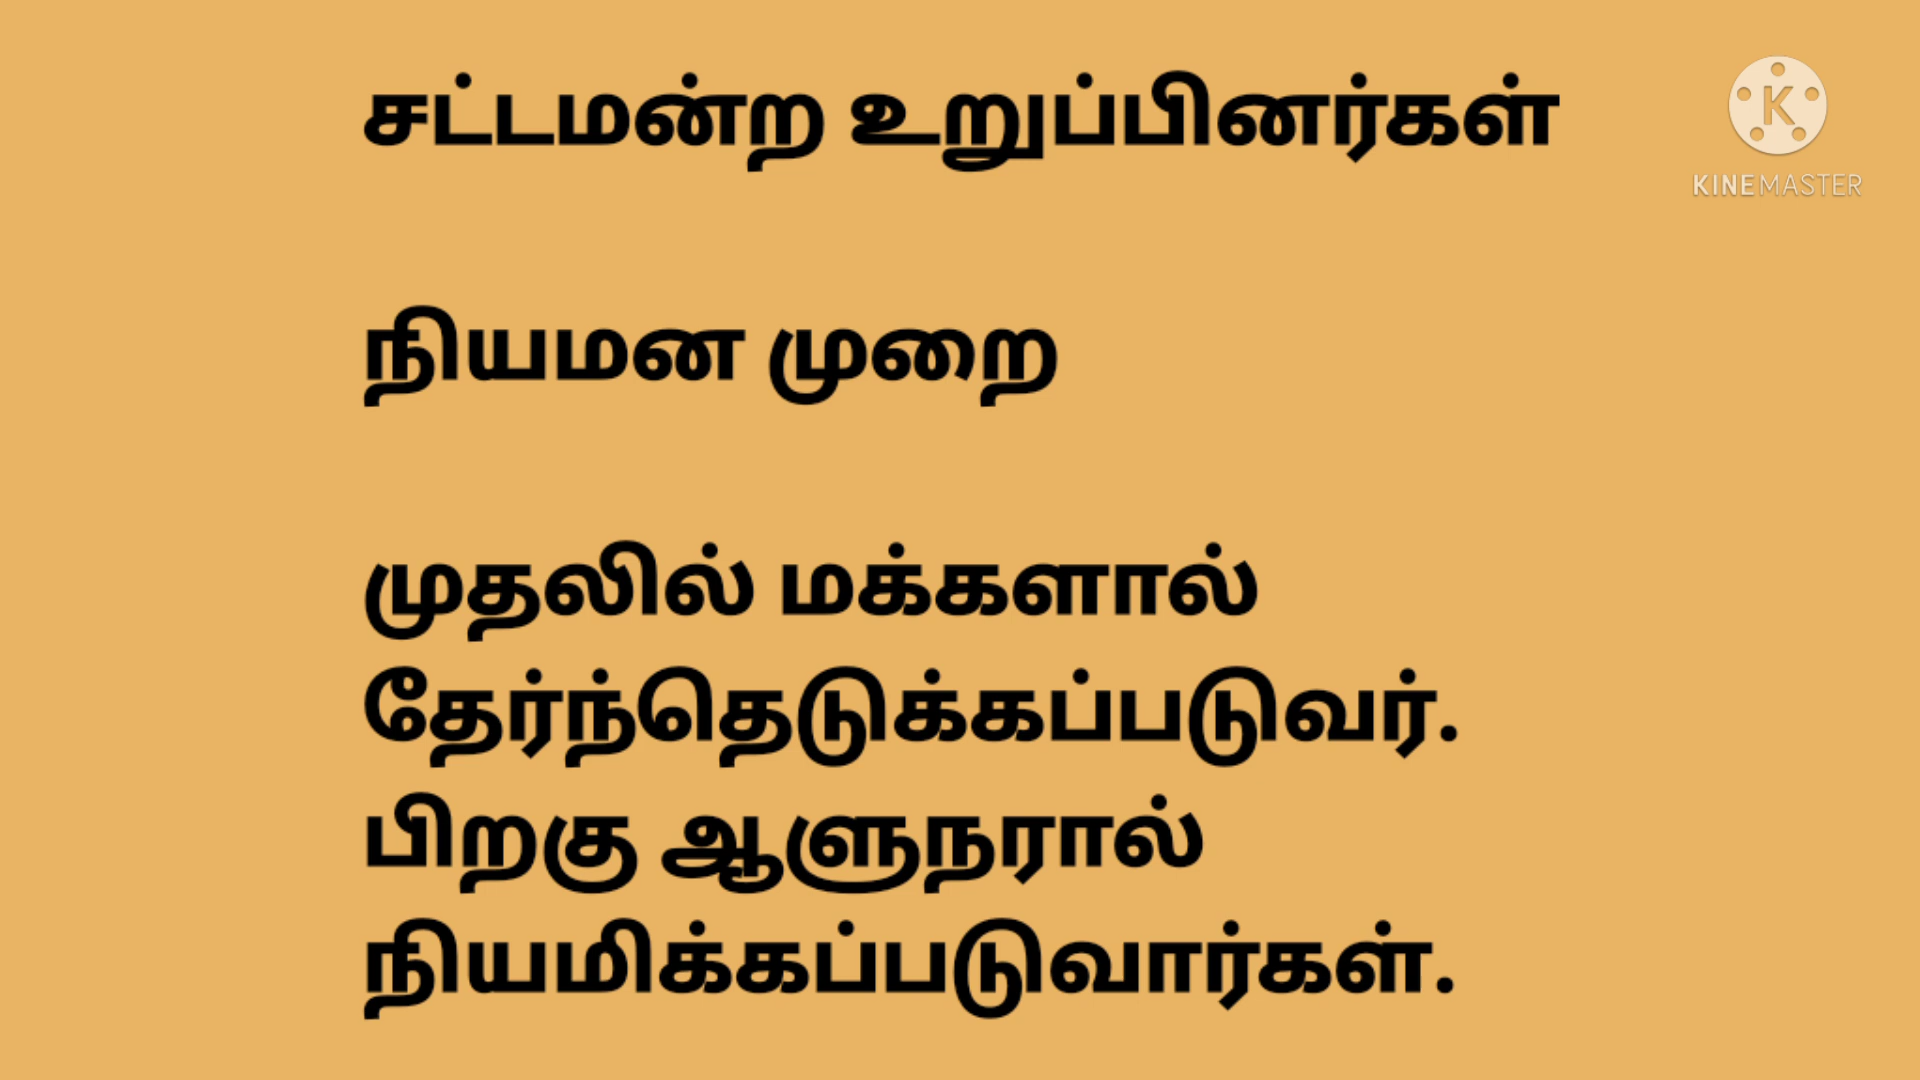 சட்டமன்ற உறுப்பினர்கள்
நியமன முறை
முதலில் மக்களால்
தேர்ந்தெடுக்கப்படுவர்.
பிறகு ஆளுநரால்
நியமிக்கப்படுவார்கள்.
K
KINEMASTER